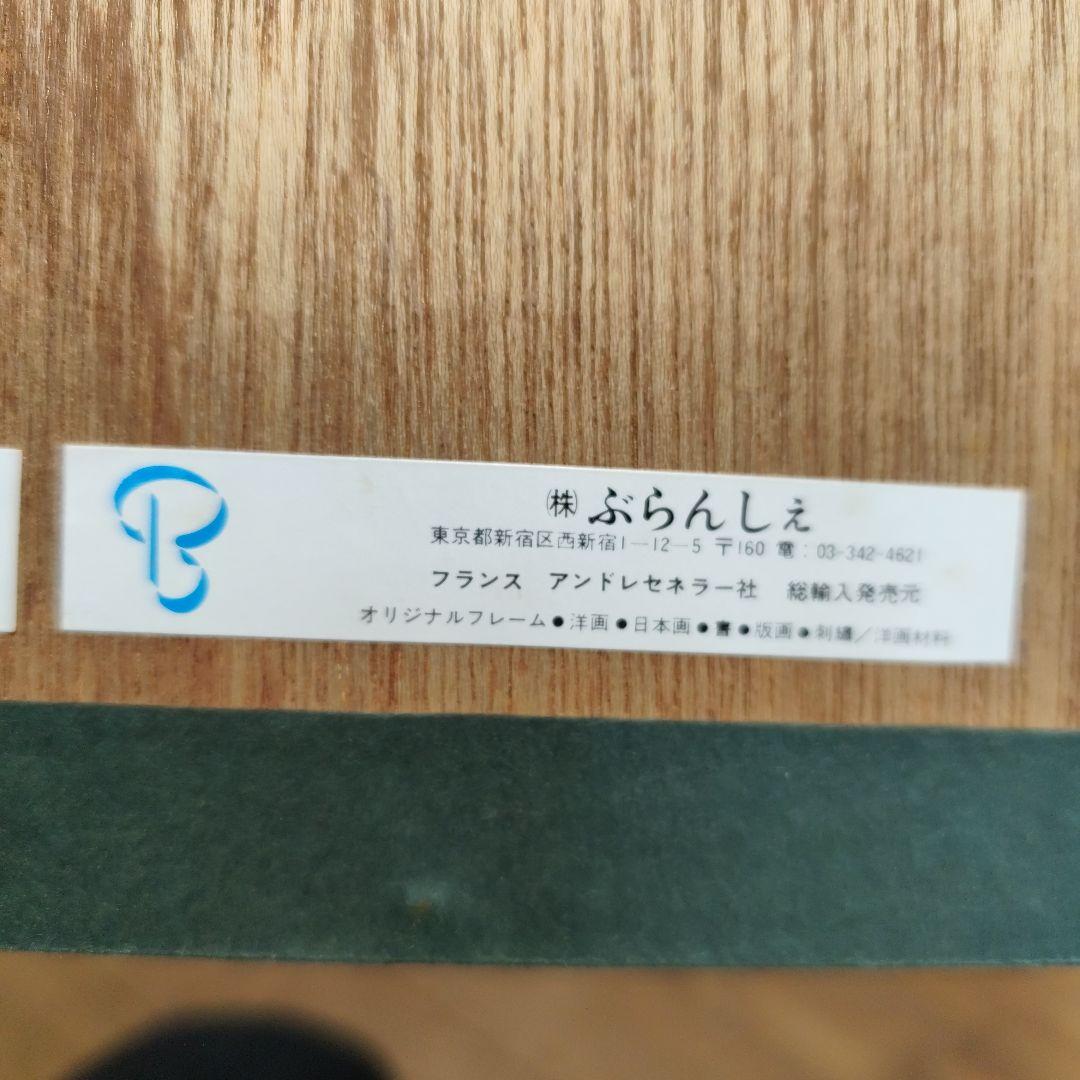 ㈱ ぶらんしぇ
東京都新宿区西新宿1—12—5 〒160 電：03-342-4621
フランス アンドレセネラー社 総輸入発売元
オリジナルフレーム●洋画●日本画●書●版画●刺繡／洋画材料